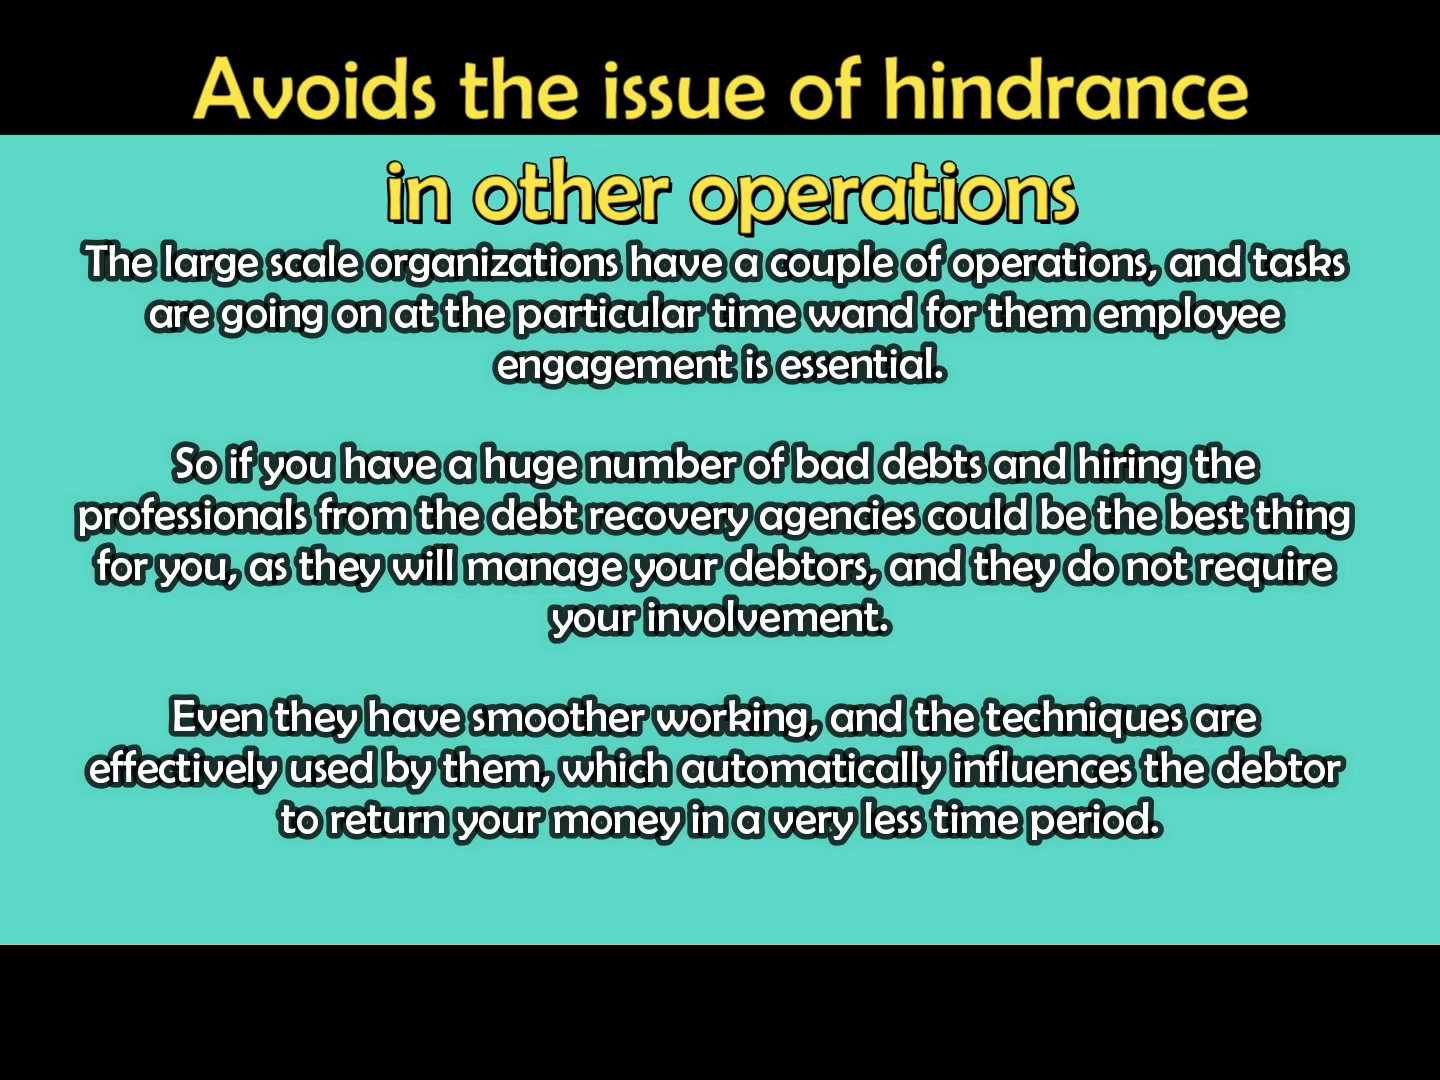 Avoids the issue of hindrance
in other operations
The large scale organizations have a couple of operations, and tasks
are going on at the particular time wand for them employee
engagement is essential.
So if you have a huge number of bad debts and hiring the
professionals from the debt recovery agencies could be the best thing
for you, as they will manage your debtors, and they do not require
your involvement.
Even they have smoother working, and the techniques are
effectively used by them, which automatically influences the debtor
to return your money in a very less time period.